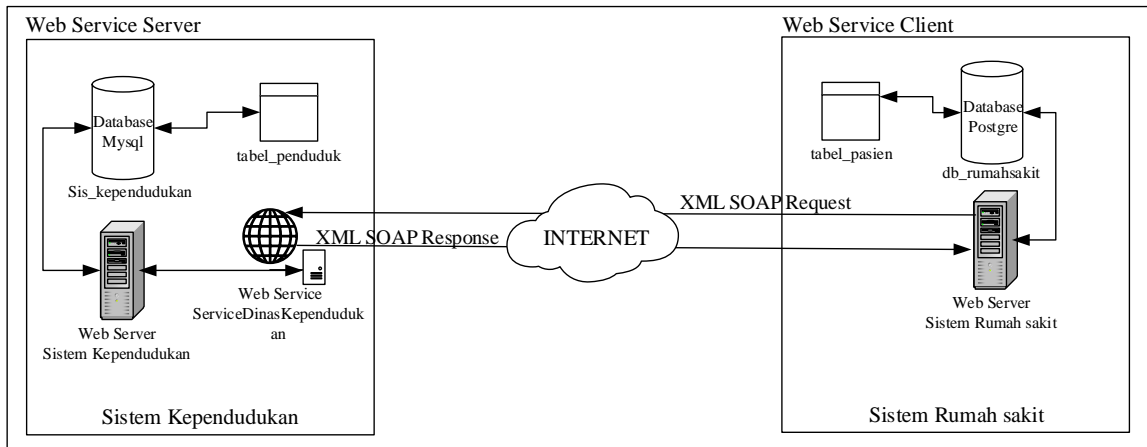 Web Service Server
Database
Mysql
Sis_kependudukan
tabel_penduduk
XML SOAP Response
Web Service
ServiceDinasKependuduk
an
Web Server
Sistem Kependudukan
Sistem Kependudukan
INTERNET
XML SOAP Request
Web Service Client
tabel_pasien
Database
Postgre
db_rumahsakit
Web Server
Sistem Rumah sakit
Sistem Rumah sakit